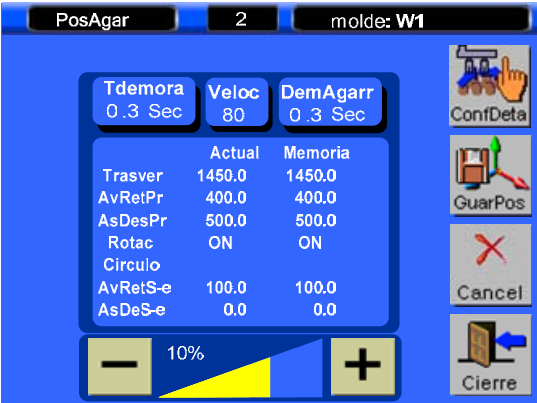 PosAgar 2 molde: W1
Tdemora Veloc DemAgarr
0.3 Sec 80 0.3 Sec
Actual Memoria
Trasver 1450.0 1450.0
AvRetPr 400.0 400.0
AsDesPr 500.0 500.0
Rotac ON ON
Circulo
AvRetS-e 100.0 100.0
AsDeS-e 0.0 0.0
− 10% +
ConfDeta
GuarPos
Cancel
Cierre